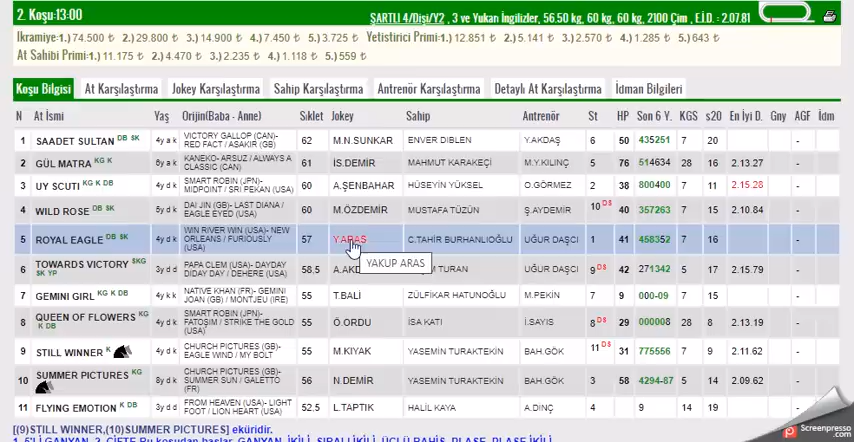 2. Koşu:13:00
ŞARTLI 4/Dişi/Y2 , 3 ve Yukarı İngilizler, 56.50 kg, 60 kg, 60 kg, 2100 Çim , E.İ.D. : 2.07.81
İkramiye:1.) 74.500 ₺ 2.) 29.800 ₺ 3.) 14.900 ₺ 4.) 7.450 ₺ 5.) 3.725 ₺ Yetistirici Primi:1.) 12.851 ₺ 2.) 5.141 ₺ 3.) 2.570 ₺ 4.) 1.285 ₺ 5.) 643 ₺
At Sahibi Primi:1.) 11.175 ₺ 2.) 4.470 ₺ 3.) 2.235 ₺ 4.) 1.118 ₺ 5.) 559 ₺
Koşu Bilgisi At Karşılaştırma Jokey Karşılaştırma Sahip Karşılaştırma Antrenör Karşılaştırma Detaylı At Karşılaştırma İdman Bilgileri
N At İsmi Yaş Orijin(Baba - Anne) Sıklet Jokey Sahip Antrenör St HP Son 6 Y. KGS s20 En İyi D. Gny AGF İdm
1 SAADET SULTAN DB SK 4y a k VICTORY GALLOP (CAN)- RED FACT / ASAKIR (GB) 62 M.N.SUNKAR ENVER DIBLEN Y.AKDAŞ 6 50 435251 7 20 -
2 GÜL MATRA KG K 6y a k KANEKO- ARSUZ / ALWAYS A CLASSIC (CAN) 61 İS.DEMİR MAHMUT KARAKEÇİ M.Y.KILINÇ 5 76 514634 28 16 2.13.27 -
3 UY SCUTI KG K DB 4y d k SMART ROBIN (JPN)- MIDPOINT / SRI PEKAN (USA) 60 A.ŞENBAHAR HÜSEYİN YÜKSEL O.GÖRMEZ 2 38 800400 7 11 2.15.28 -
4 WILD ROSE DB SK 5y d k DAI JIN (GB)- LAST DIANA / EAGLE EYED (USA) 60 M.ÖZDEMİR MUSTAFA TÜZÜN Ş.AYDEMİR 10 DS 40 357263 7 15 2.10.84 -
5 ROYAL EAGLE DB SK 4y d k WIN RIVER WIN (USA)- NEW ORLEANS / FURIOUSLY (USA) 57 Y.ARAS C.TAHİR BURHANLIOĞLU UĞUR DAŞCI 1 41 458352 7 16 -
YAKUP ARAS
6 TOWARDS VICTORY SKG SK YP 3y d d PAPA CLEM (USA)- DAYDAY DIDAY DAY / DEHERE (USA) 58,5 TURAN UĞUR DAŞCI 9 DS 42 271342 5 17 2.13.54 -
7 GEMINI GIRL KG K DB 4y k k NATIVE KHAN (FR)- GEMINI JOAN (GB) / MONTJEU (IRE) 55 T.BALİ ZÜLFİKAR HATUNOĞLU M.PEKİN 7 9 000-09 7 15 -
8 QUEEN OF FLOWERS KG K DB 4y a k SMART ROBIN (JPN)- FATOŞIM / STRIKE THE GOLD (USA) 55 Ö.ORDU İSA KATI İ.SAYIS 8 DS 29 000008 28 8 2.13.19 -
9 STILL WINNER K 5y d k CHURCH PICTURES (GB)- EAGLE WIND / MY BOLT 55 M.KIYAK YASEMIN TURAKTEKİN BAH.GÖK 11 DS 31 775556 7 9 2.11.62 -
10 SUMMER PICTURES KG 8y d k CHURCH PICTURES (GB)- SUMMER SUN / GALETTO (FR) 56 N.DEMİR YASEMIN TURAKTEKİN BAH.GÖK 3 58 4294-87 5 14 2.09.62 -
11 FLYING EMOTION K DB 3y d k FROM HEAVEN (USA)- LIGHT FOOT / LION HEART (USA) 52,5 L.TAPTIK HALİL KAYA A.DİNÇ 4 9 14 19
[(9)STILL WINNER,(10)SUMMER PICTURES] eküridir.
Screenpresso